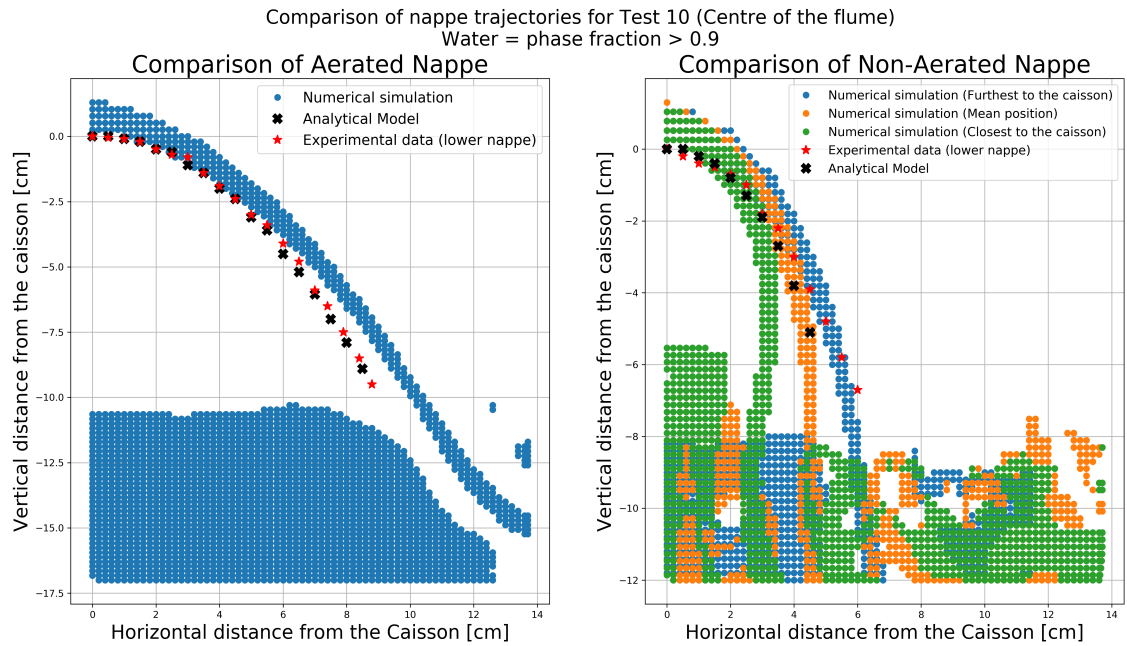 Comparison of nappe trajectories for Test 10 (Centre of the flume)
Water = phase fraction > 0.9
Comparison of Aerated Nappe
Numerical simulation
Analytical Model
Experimental data (lower nappe)
0.0
−2.5
−5.0
−7.5
−10.0
−12.5
−15.0
−17.5
Vertical distance from the caisson [cm]
0 2 4 6 8 10 12 14
Horizontal distance from the Caisson [cm]
Comparison of Non-Aerated Nappe
Numerical simulation (Furthest to the caisson)
Numerical simulation (Mean position)
Numerical simulation (Closest to the caisson)
Experimental data (lower nappe)
Analytical Model
0
−2
−4
−6
−8
−10
−12
Vertical distance from the caisson [cm]
0 2 4 6 8 10 12 14
Horizontal distance from the Caisson [cm]